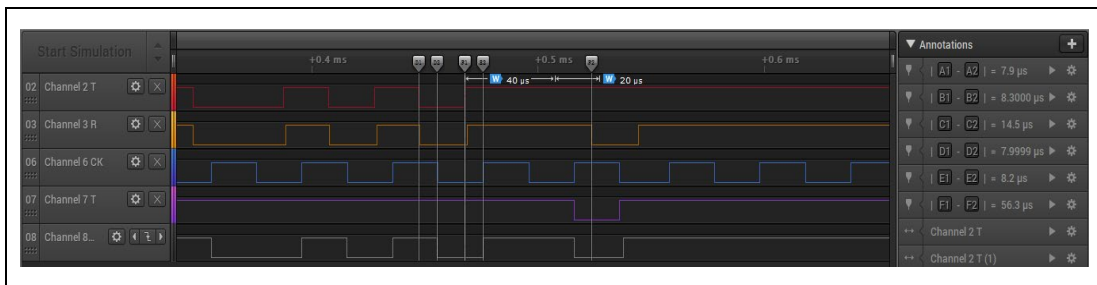 Start Simulation
+0.4 ms
+0.5 ms
+0.6 ms
W 40 µs
W 20 µs
02 Channel 2 T
03 Channel 3 R
06 Channel 6 CK
07 Channel 7 T
08 Channel 8...
▼ Annotations +
| A1 - A2 | = 7.9 µs
| B1 - B2 | = 8.3000 µs
| C1 - C2 | = 14.5 µs
| D1 - D2 | = 7.9999 µs
| E1 - E2 | = 8.2 µs
| F1 - F2 | = 56.3 µs
Channel 2 T
Channel 2 T (1)